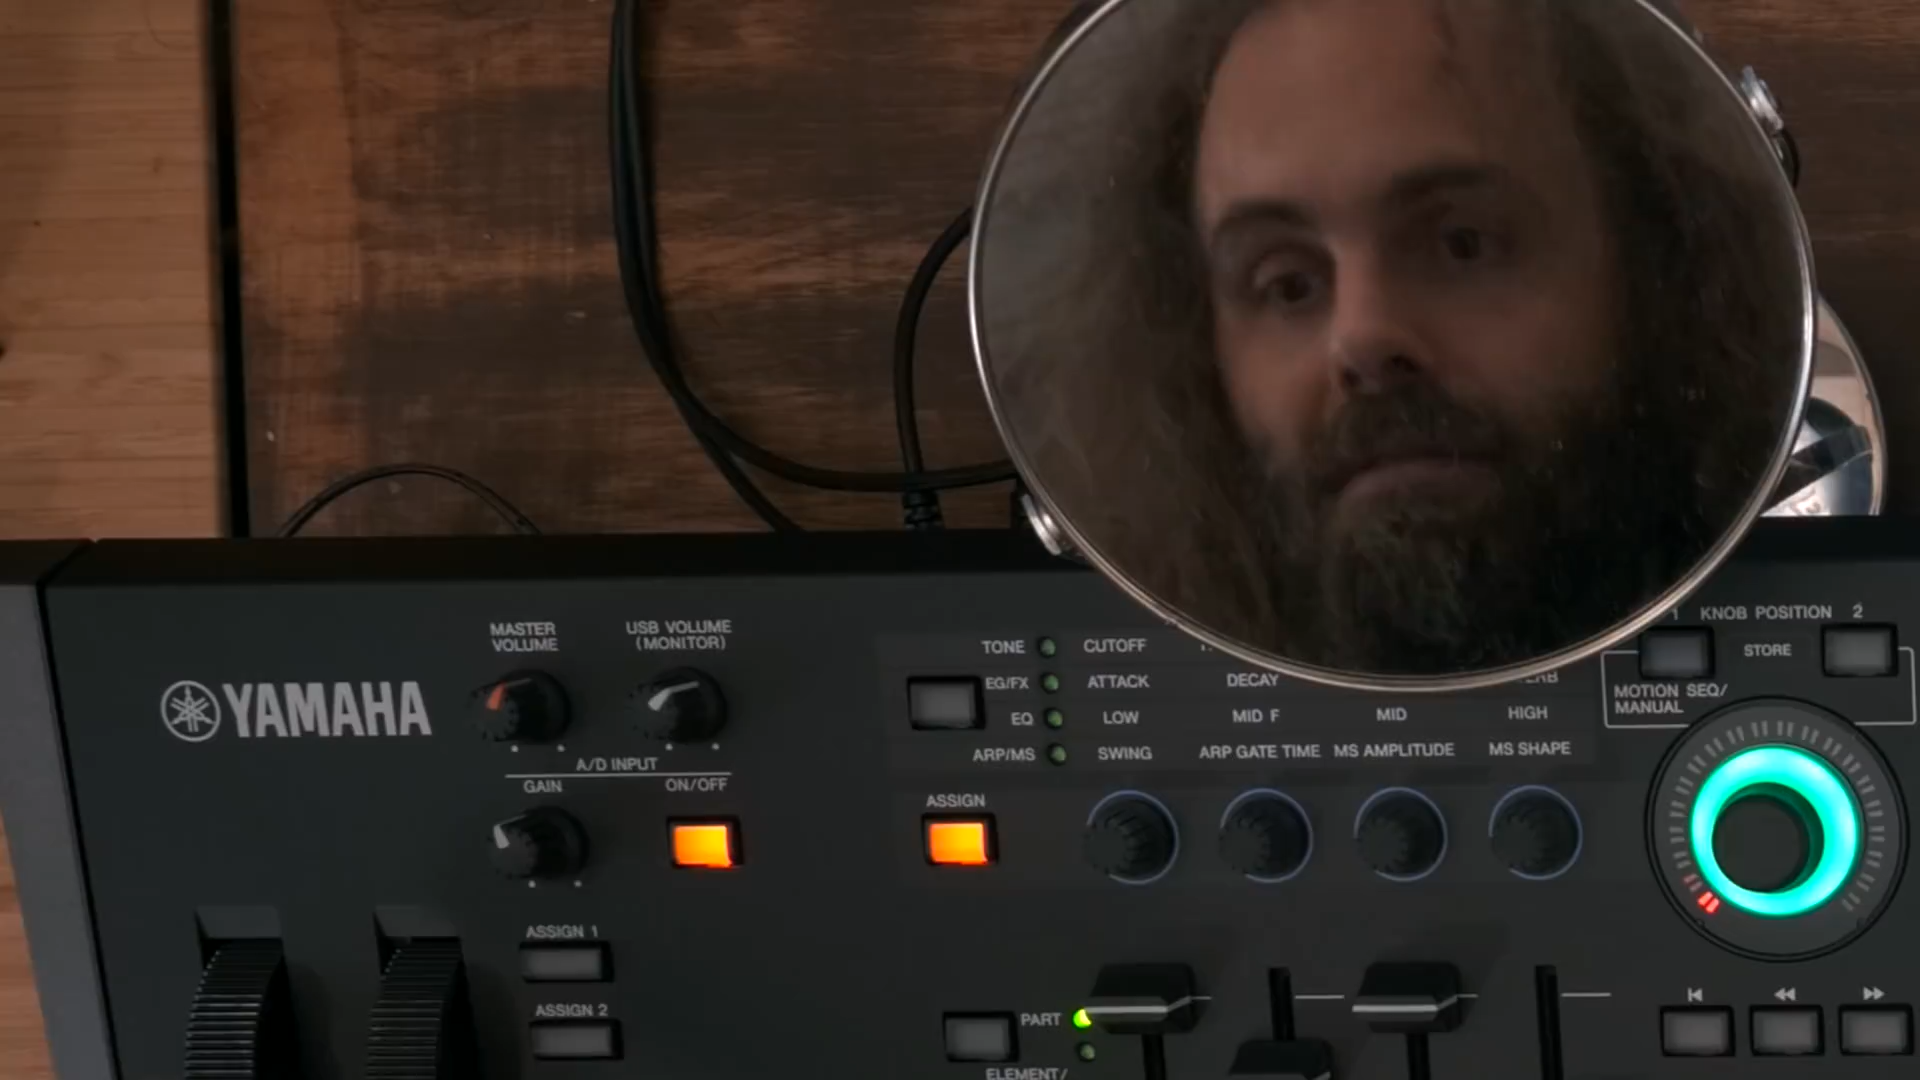 MASTER
VOLUME
USB VOLUME
(MONITOR)
YAMAHA
A/D INPUT
GAIN
ON/OFF
ASSIGN 1
ASSIGN 2
TONE
CUTOFF
EG/FX
ATTACK
DECAY
EQ
LOW
MID F
MID
HIGH
ARP/MS
SWING
ARP GATE TIME
MS AMPLITUDE
MS SHAPE
ASSIGN
PART
ELEMENT/
1 KNOB POSITION 2
STORE
MOTION SEQ/
MANUAL